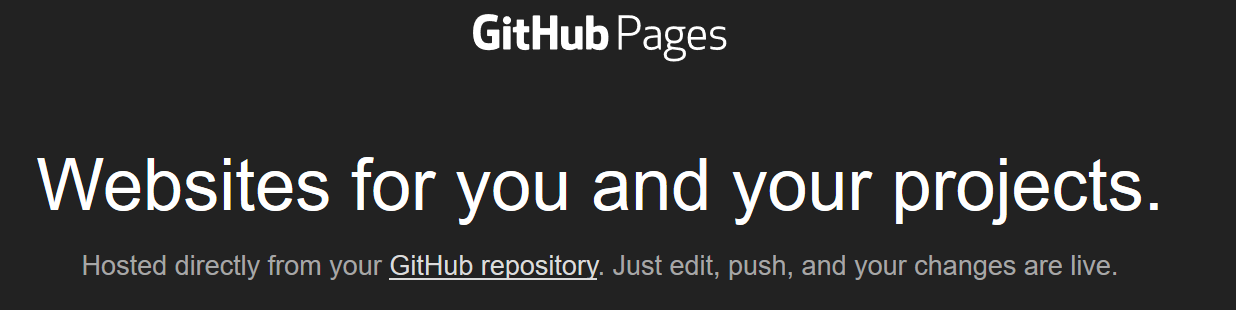 GitHub Pages
Websites for you and your projects.
Hosted directly from your GitHub repository. Just edit, push, and your changes are live.